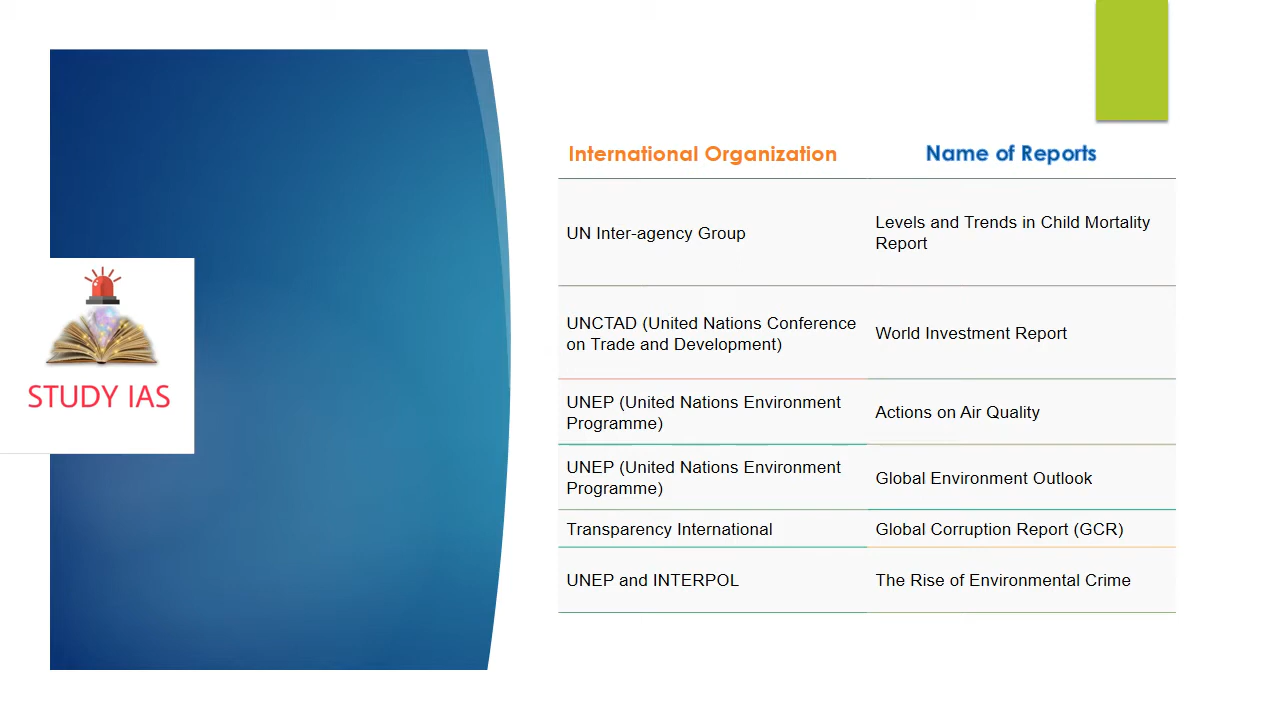 International Organization
Name of Reports
UN Inter-agency Group
Levels and Trends in Child Mortality
Report
UNCTAD (United Nations Conference
on Trade and Development)
World Investment Report
UNEP (United Nations Environment
Programme)
Actions on Air Quality
UNEP (United Nations Environment
Programme)
Global Environment Outlook
Transparency International
Global Corruption Report (GCR)
UNEP and INTERPOL
The Rise of Environmental Crime
STUDY IAS